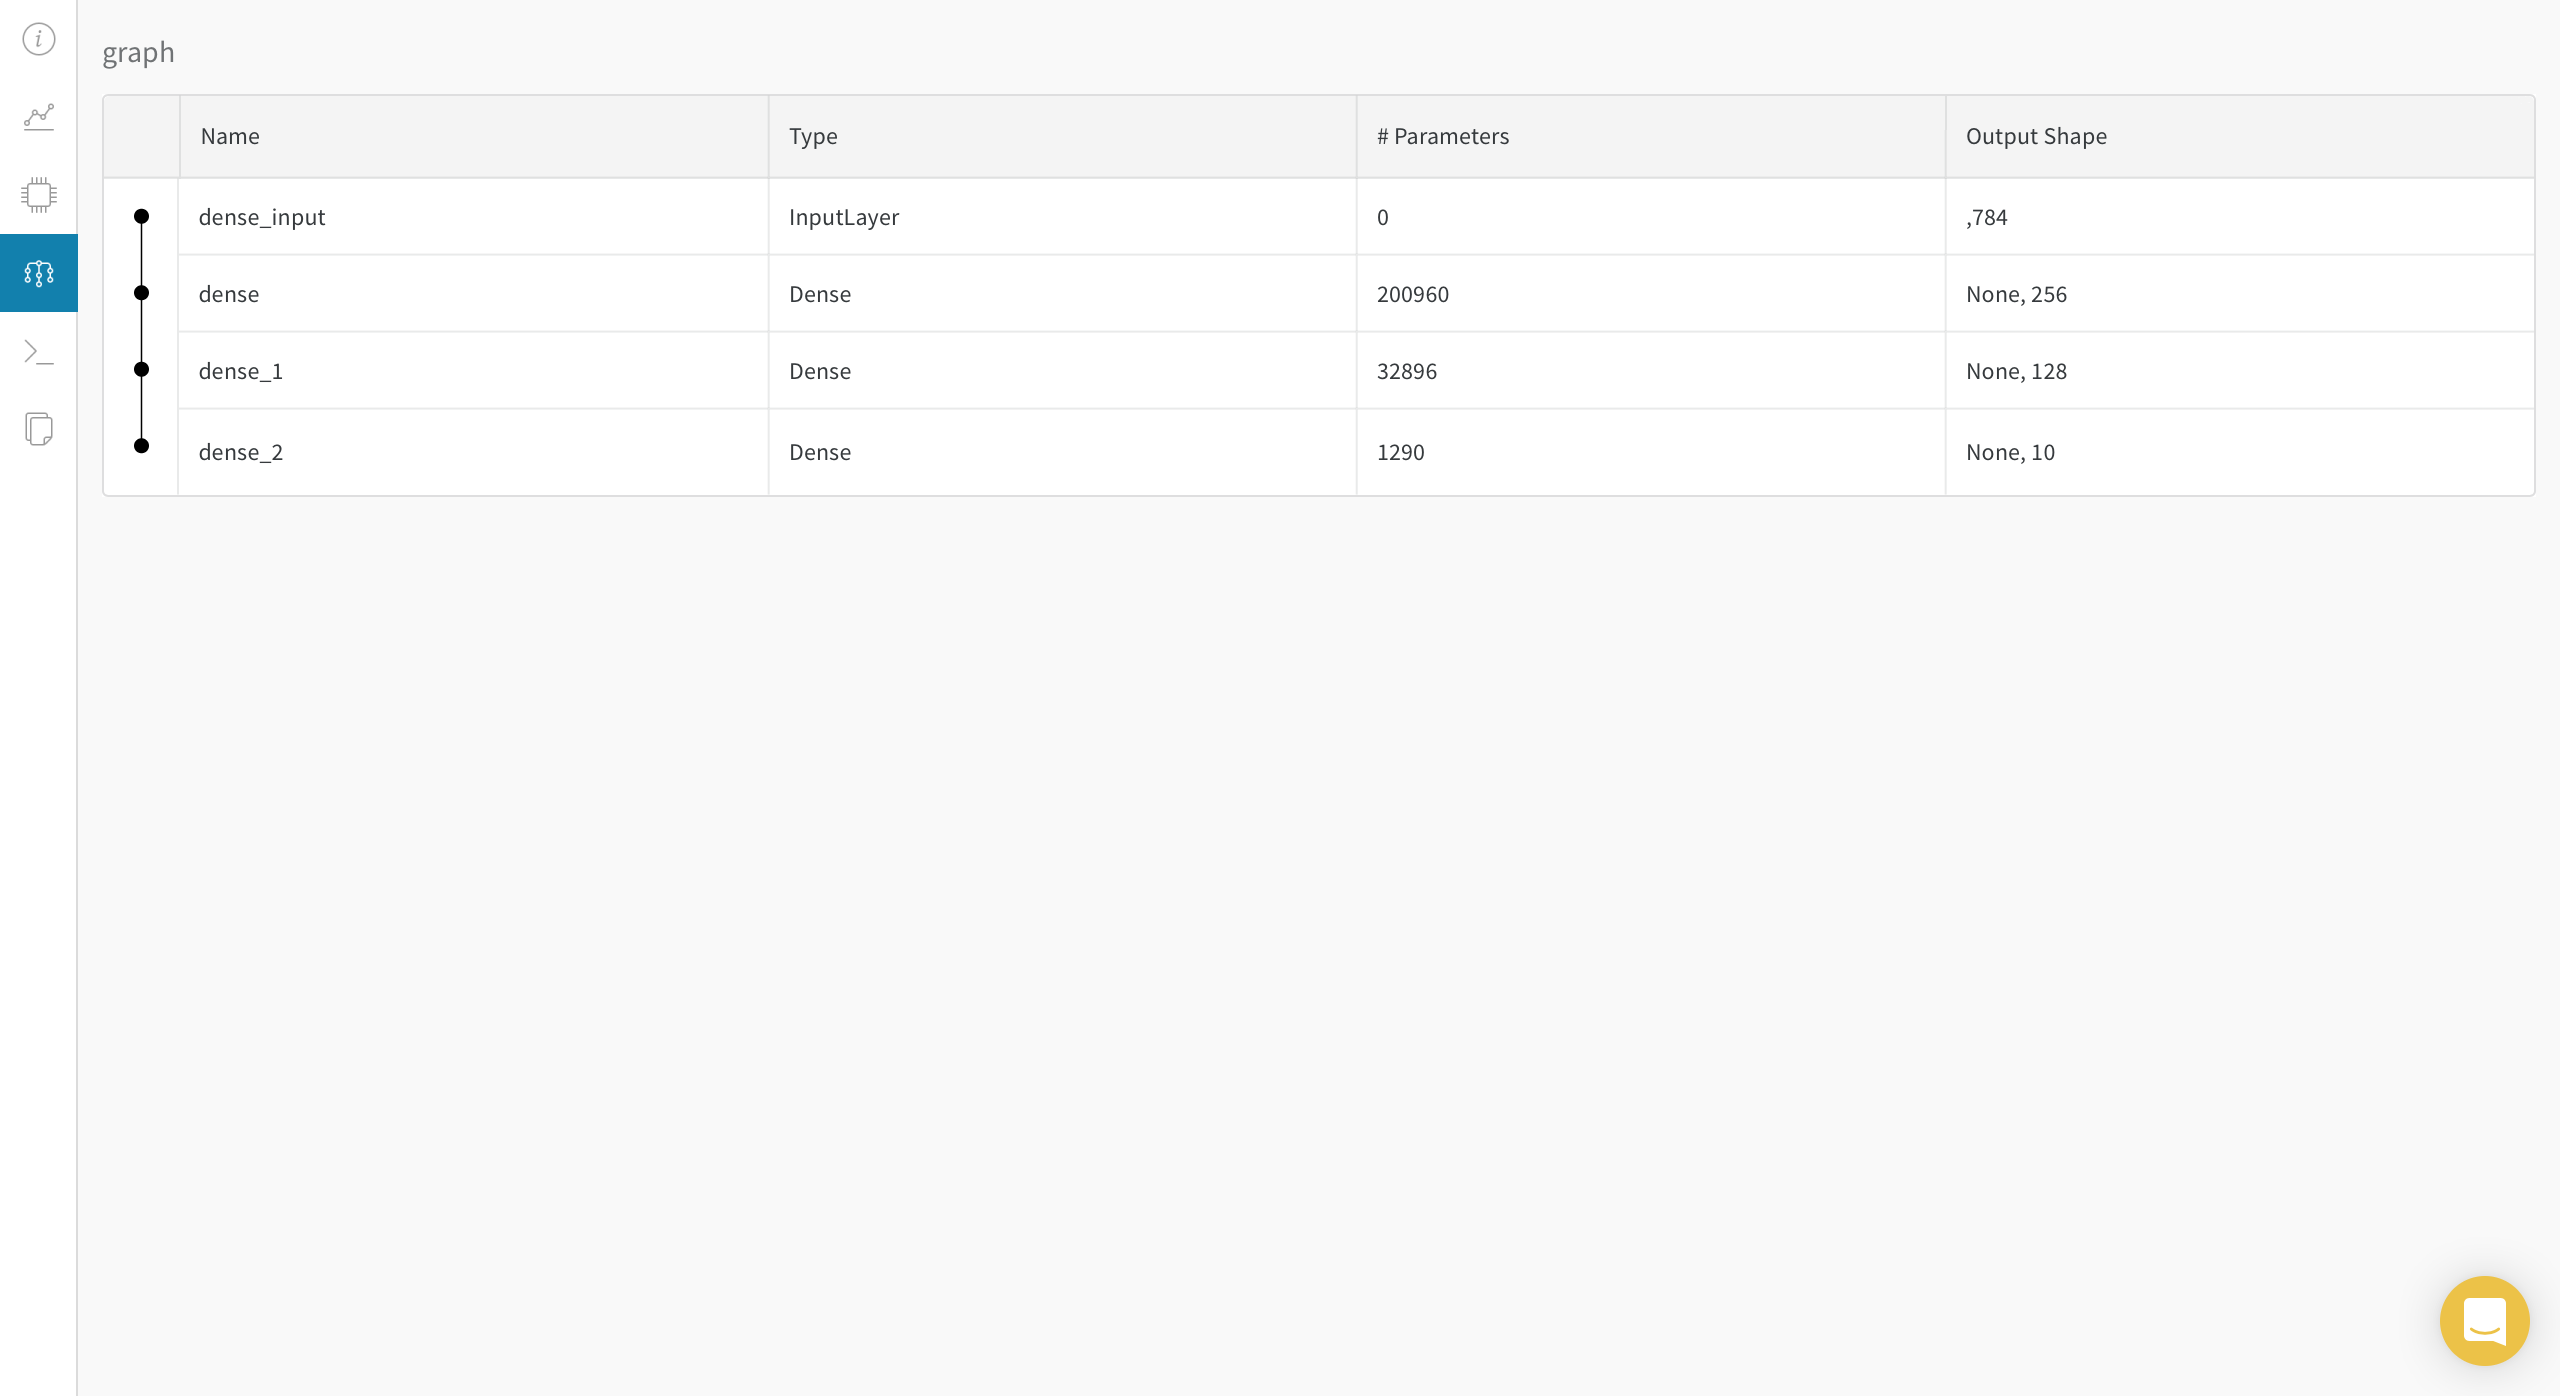 graph
Name Type # Parameters Output Shape
dense_input InputLayer 0 ,784
dense Dense 200960 None, 256
dense_1 Dense 32896 None, 128
dense_2 Dense 1290 None, 10